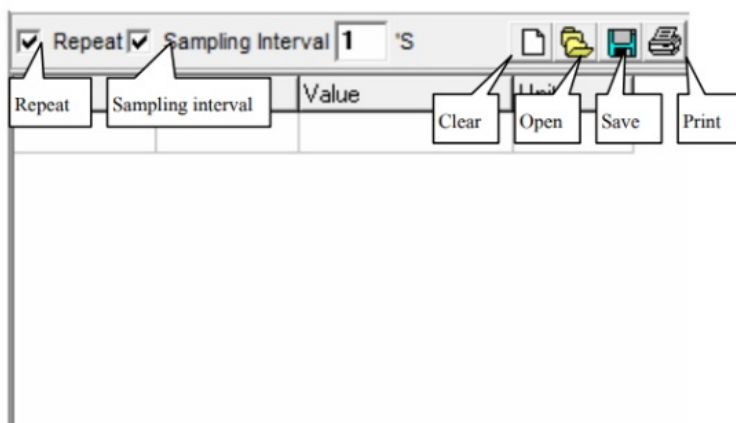 Repeat Sampling Interval 1 'S
Repeat Sampling interval Value Clear Open Save Print